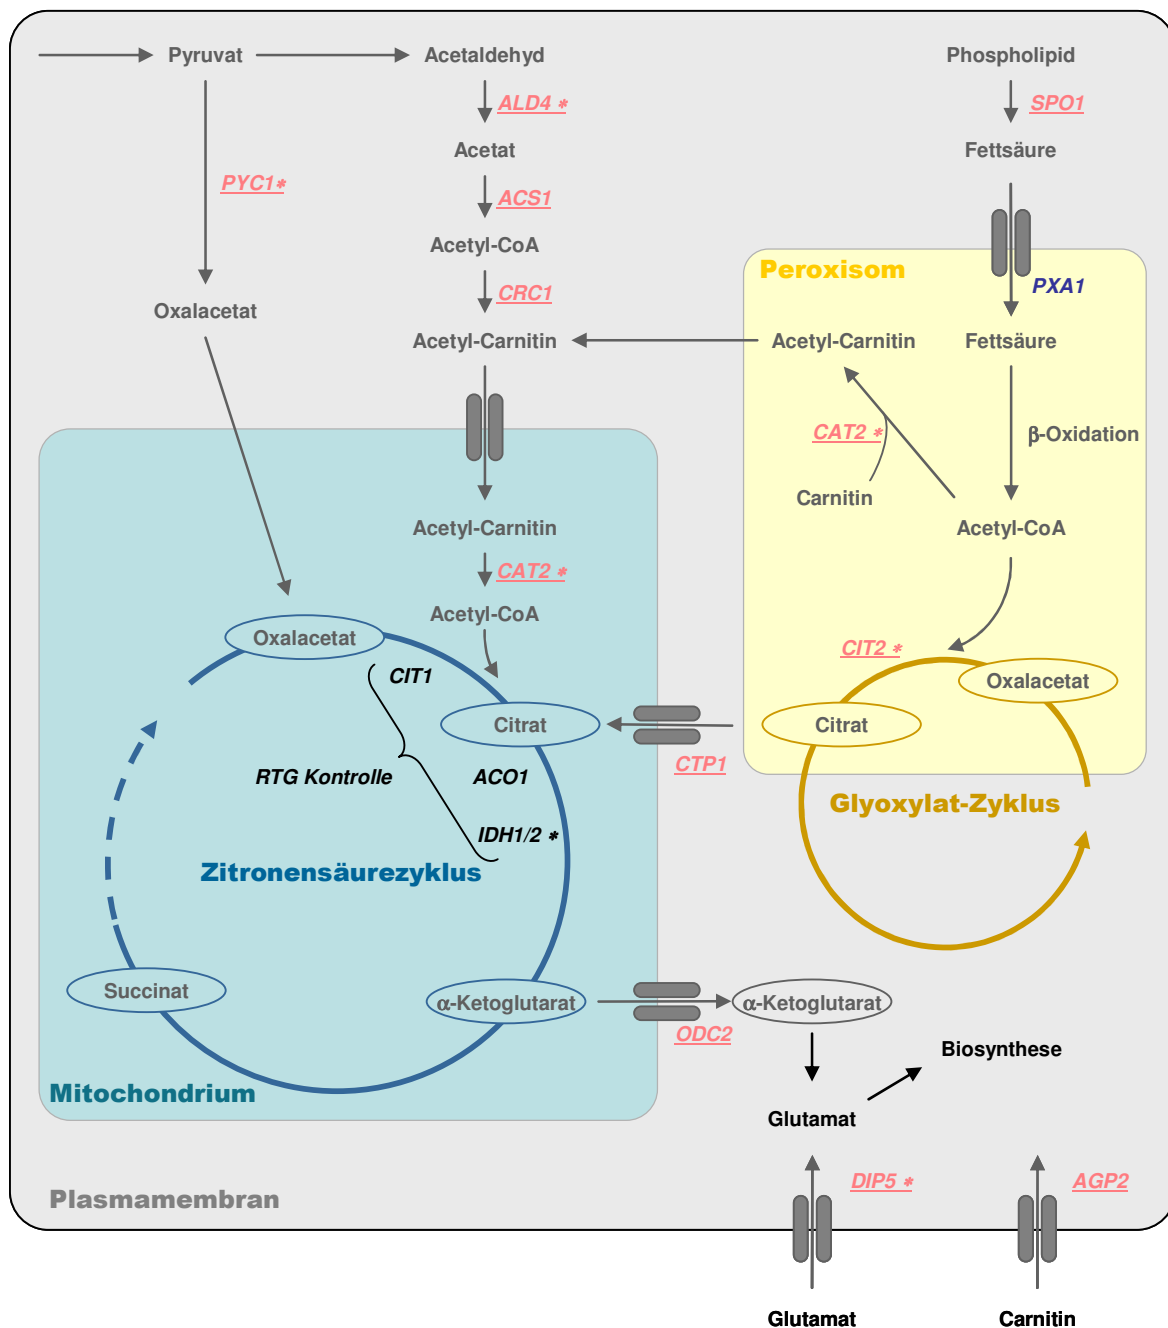 Pyruvat
Acetaldehyd
Phospholipid
ALD4 *
SPO1
Acetat
Fettsäure
PYC1*
ACS1
Acetyl-CoA
Peroxisom
CRC1
PXA1
Oxalacetat
Acetyl-Carnitin
Acetyl-Carnitin
Fettsäure
CAT2 *
β-Oxidation
Carnitin
Acetyl-Carnitin
Acetyl-CoA
CAT2 *
Acetyl-CoA
Oxalacetat
CIT2 *
CIT1
Oxalacetat
Citrat
Citrat
CTP1
RTG Kontrolle
ACO1
Glyoxylat-Zyklus
IDH1/2 *
Zitronensäurezyklus
Succinat
α-Ketoglutarat
α-Ketoglutarat
ODC2
Biosynthese
Mitochondrium
Glutamat
DIP5 *
AGP2
Plasmamembran
Glutamat
Carnitin